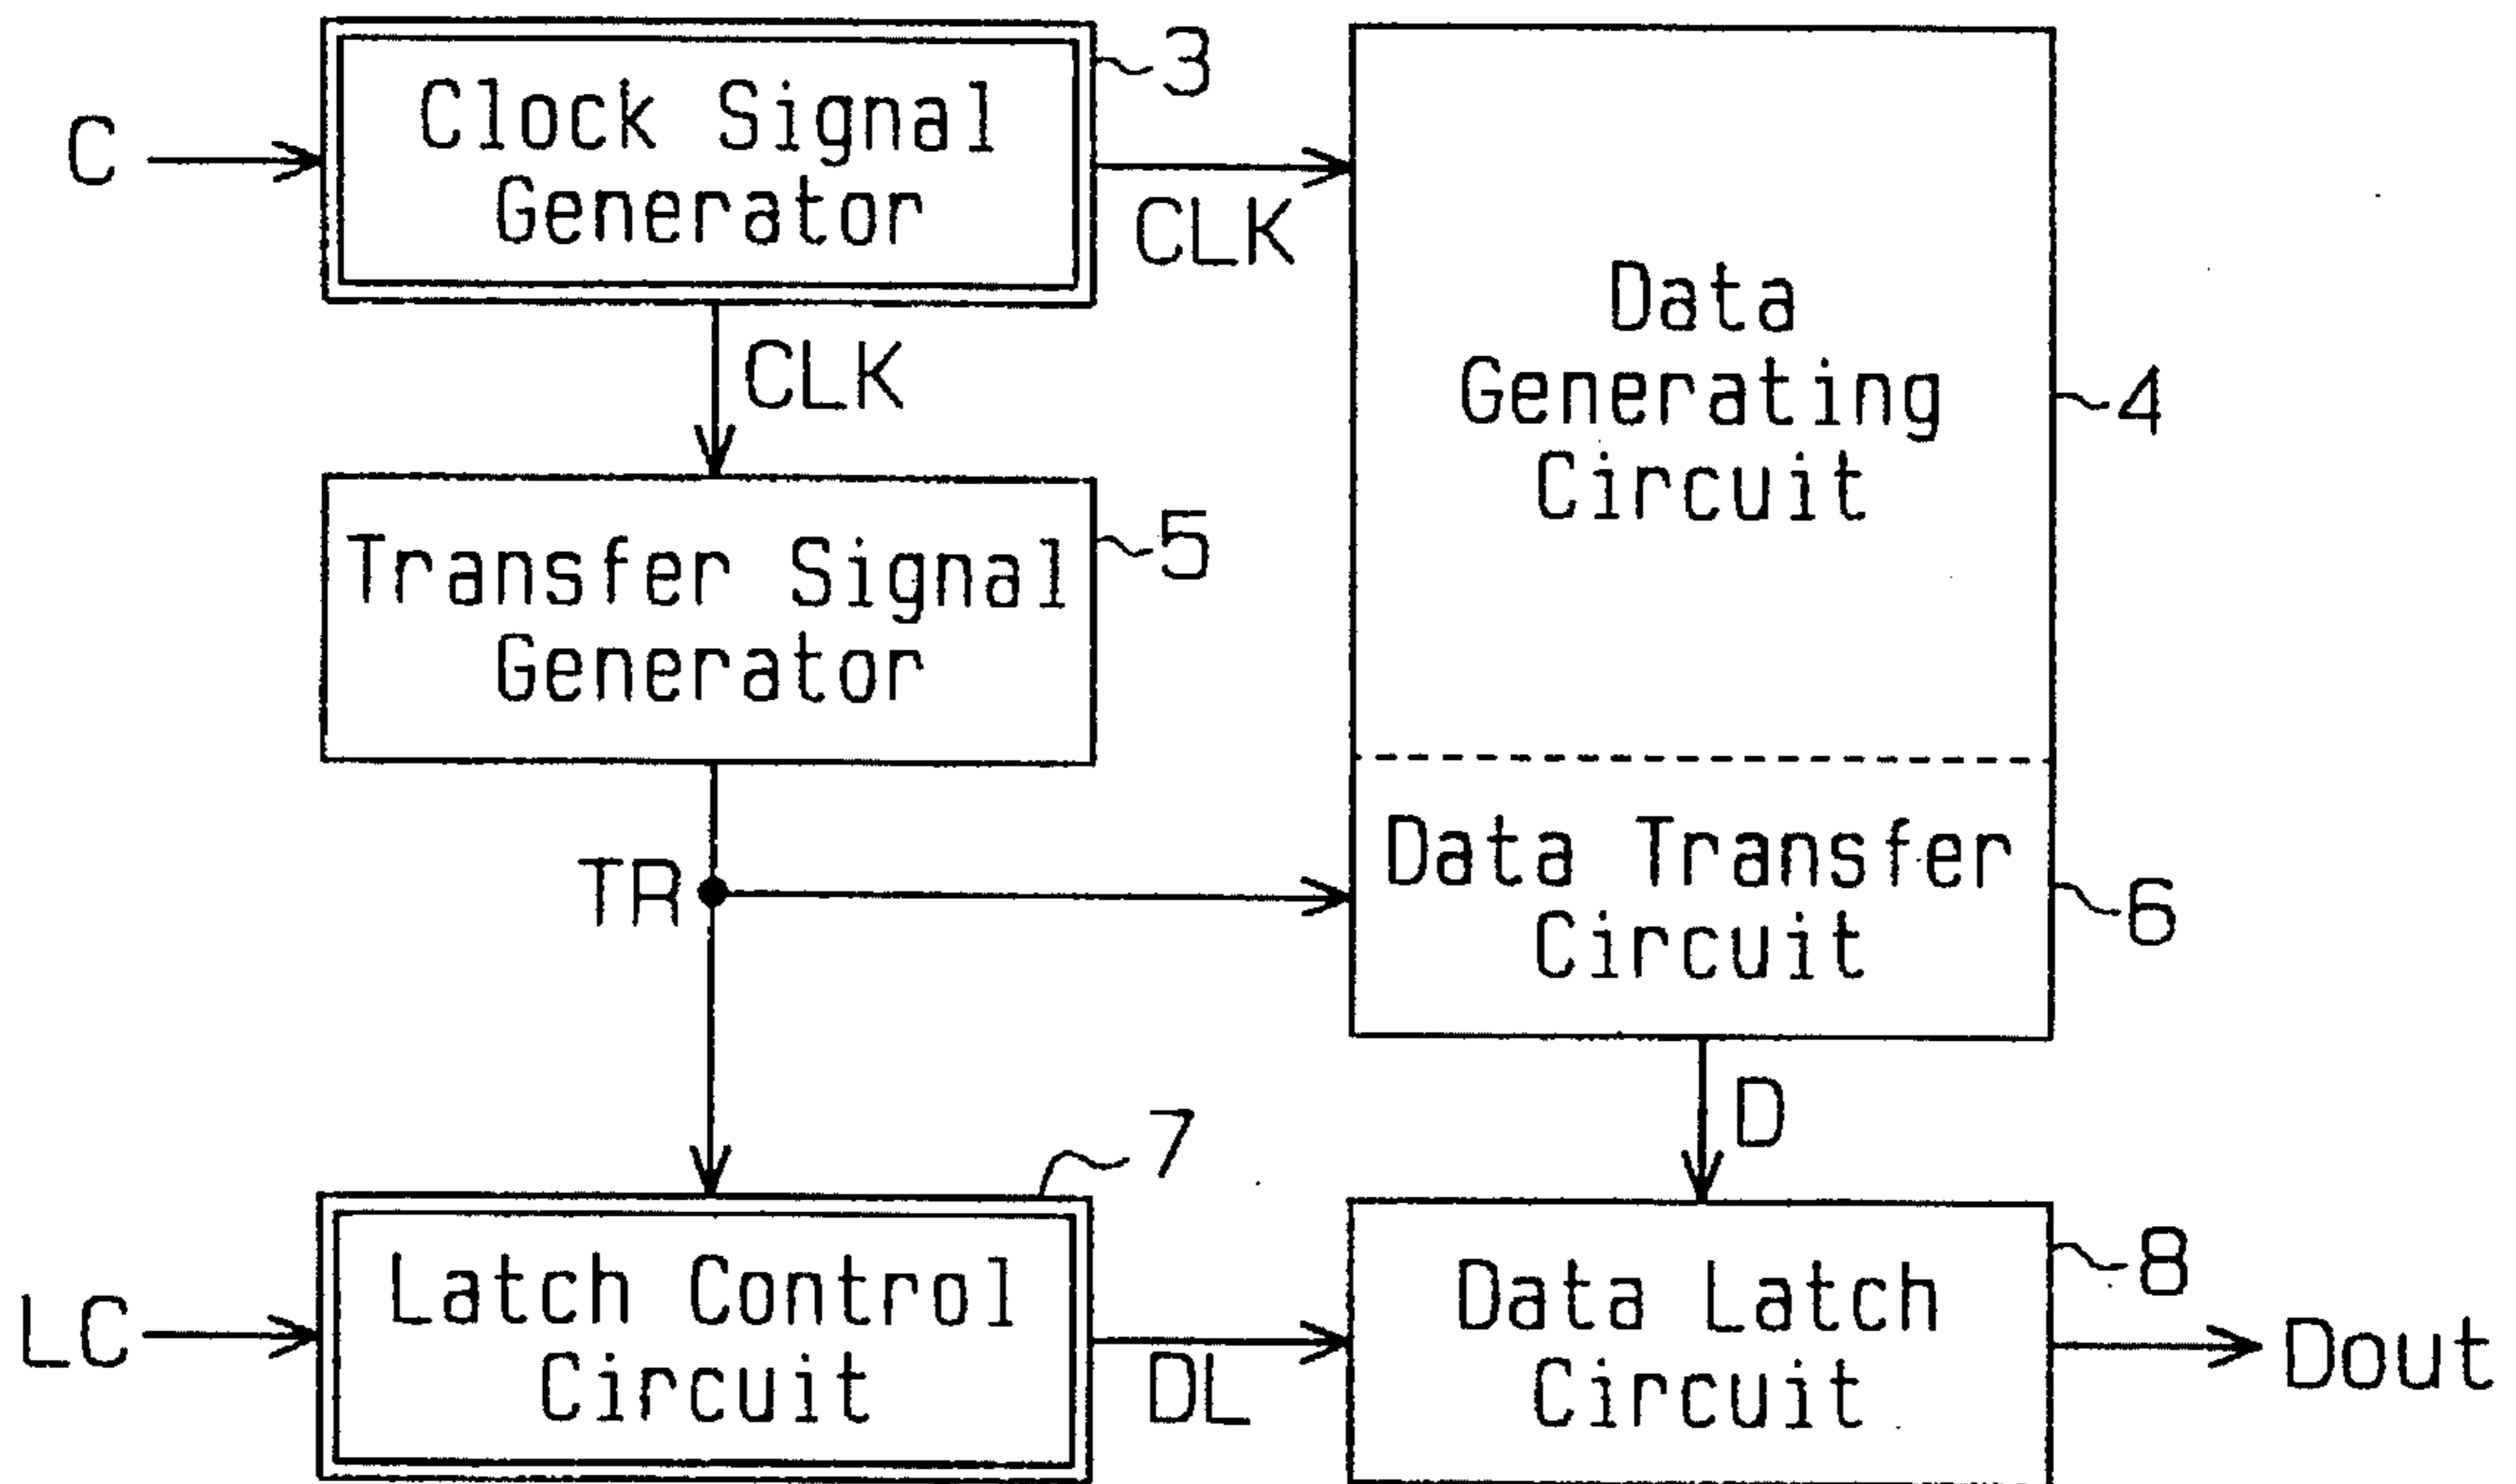 C
Clock Signal
Generator
3
CLK
CLK
Data
Generating
Circuit
4
Transfer Signal
Generator
5
TR
Data Transfer
Circuit
6
D
7
Latch Control
Circuit
LC
DL
Data Latch
Circuit
8
Dout